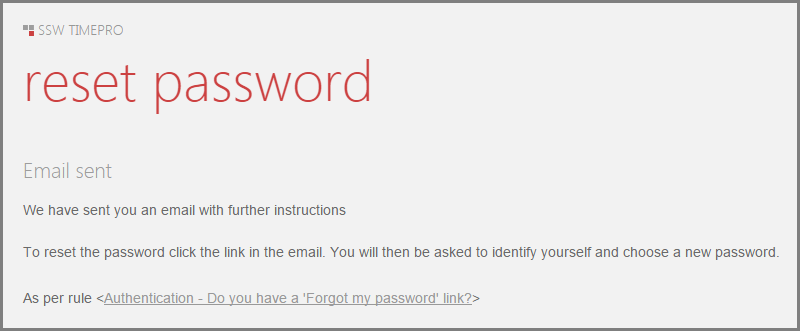 SSW TIMEPRO
reset password
Email sent
We have sent you an email with further instructions
To reset the password click the link in the email. You will then be asked to identify yourself and choose a new password.
As per rule <Authentication - Do you have a 'Forgot my password' link?>